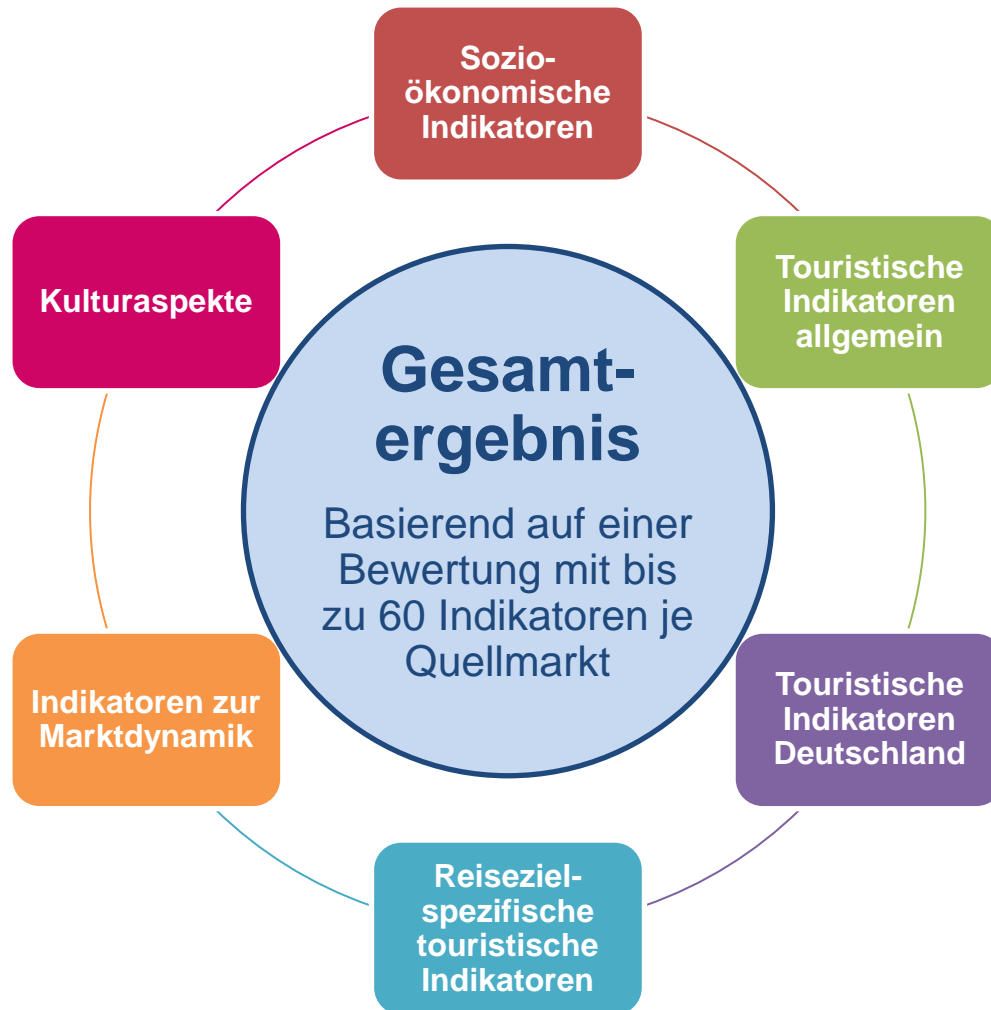 Sozio-
ökonomische
Indikatoren
Touristische
Indikatoren
allgemein
Touristische
Indikatoren
Deutschland
Reiseziel-
spezifische
touristische
Indikatoren
Indikatoren zur
Marktdynamik
Kulturaspekte
Gesamt-
ergebnis
Basierend auf einer
Bewertung mit bis
zu 60 Indikatoren je
Quellmarkt